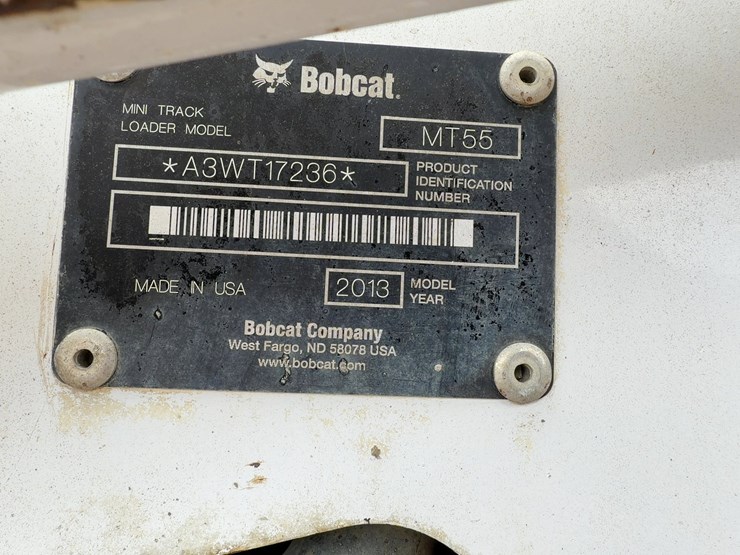 Bobcat.
MINI TRACK
LOADER MODEL
MT55
*A3WT17236*
PRODUCT
IDENTIFICATION
NUMBER
MADE IN USA
2013
MODEL
YEAR
Bobcat Company
West Fargo, ND 58078 USA
www.bobcat.com